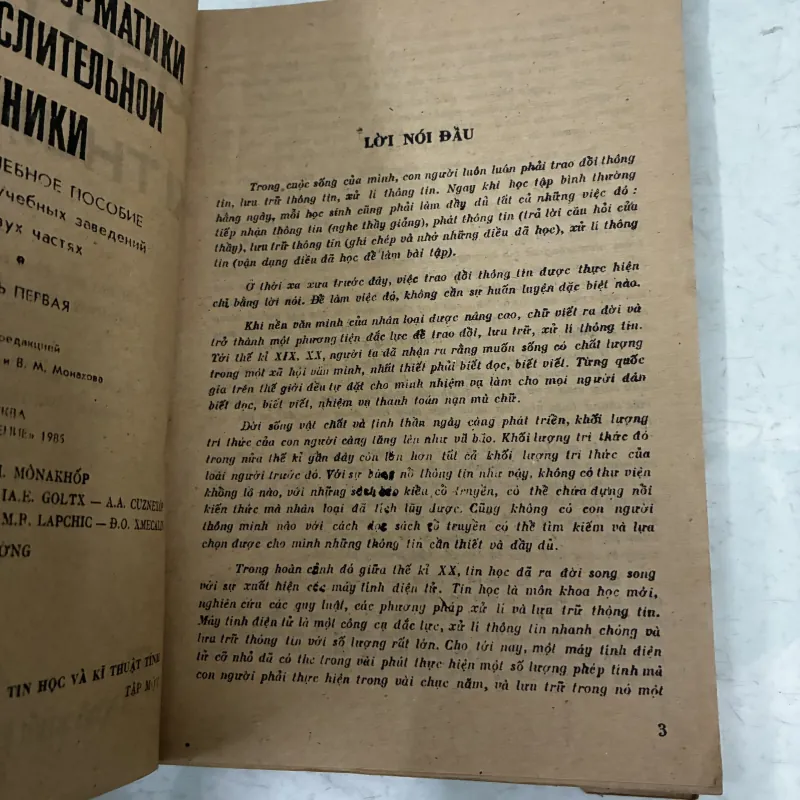 ОРМАТИКИ
СЛИТЕЛЬНОЙ
НИКИ
ЕБНОЕ ПОСОБИЕ
учебных заведений
вух частях
Ь ПЕРВАЯ
редакцией
и В. М. Монахова
КВА
ЕНИЕ» 1985
I. MÔNAKHỐP
IA.E. GOLTX — A.A. CUZNEXỐP
M.P. LAPCHIC — Đ.O. XMECALIN
ỜNG
TIN HỌC VÀ KĨ THUẬT TÍNH
TẬP MỘT
LỜI NÓI ĐẦU
Trong cuộc sống của mình, con người luôn luôn phải trao đổi thông
tin, lưu trữ thông tin, xử lí thông tin. Ngay khi học tập bình thường
hằng ngày, mỗi học sinh cũng phải làm đầy đủ tất cả những việc đó :
tiếp nhận thông tin (nghe thầy giảng), phát thông tin (trả lời câu hỏi của
thầy), lưu trữ thông tin (ghi chép và nhớ những điều đã học), xử lí thông
tin (vận dụng điều đã học để làm bài tập).
Ở thời xa xưa trước đây, việc trao đổi thông tin được thực hiện
chỉ bằng lời nói. Để làm việc đó, không cần sự huấn luyện đặc biệt nào.
Khi nền văn minh của nhân loại được nâng cao, chữ viết ra đời và
trở thành một phương tiện đắc lực để trao đổi, lưu trữ, xử lí thông tin.
Tới thế kỉ XIX, XX, người ta đã nhận ra rằng muốn sống có chất lượng
trong một xã hội văn minh, nhất thiết phải biết đọc, biết viết. Từng quốc
gia trên thế giới đều tự đặt cho mình nhiệm vụ làm cho mọi người dân
biết đọc, biết viết, nhiệm vụ thanh toán nạn mù chữ.
Đời sống vật chất và tinh thần ngày càng phát triển, khối lượng
tri thức của con người càng tăng lên như vũ bão. Khối lượng tri thức đó
trong nửa thế kỉ gần đây còn lớn hơn tất cả khối lượng tri thức của
loài người trước đó. Với sự bùng nổ thông tin như vậy, không có thư viện
khổng lồ nào, với những sách báo kiểu cổ truyền, có thể chứa đựng nổi
kiến thức mà nhân loại đã tích lũy được. Cũng không có con người
thông minh nào với cách đọc sách cổ truyền có thể tìm kiếm và lựa
chọn được cho mình những thông tin cần thiết và đầy đủ.
Trong hoàn cảnh đó giữa thế kỉ XX, tin học đã ra đời song song
với sự xuất hiện các máy tính điện tử. Tin học là môn khoa học mới,
nghiên cứu các quy luật, các phương pháp xử lí và lưu trữ thông tin.
Máy tính điện tử là một công cụ đắc lực, xử lí thông tin nhanh chóng và
lưu trữ thông tin với số lượng rất lớn. Cho tới nay, một máy tính điện
tử cỡ nhỏ đã có thể trong vài phút thực hiện một số lượng phép tính mà
con người phải thực hiện trong vài chục năm, và lưu trữ trong nó một
3